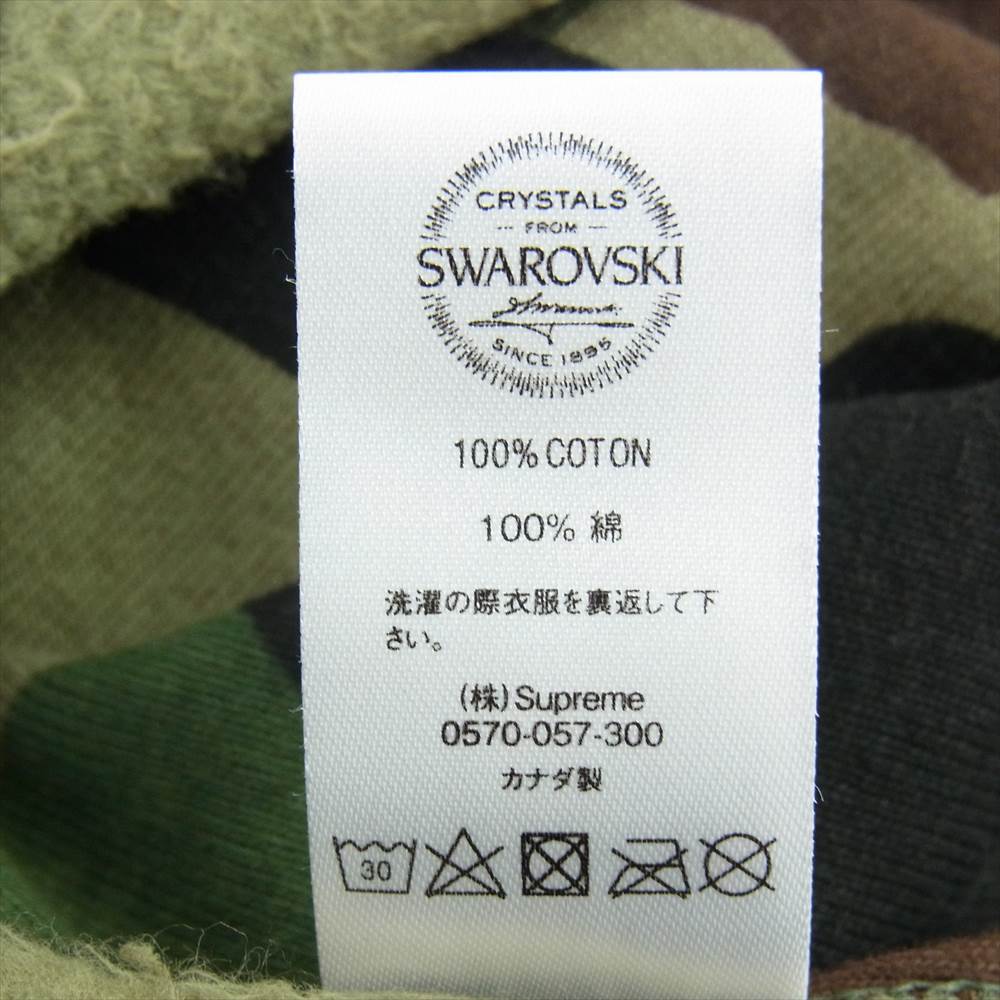 CRYSTALS
FROM
SWAROVSKI
SINCE 1895
100% COTON
100% 綿
洗濯の際衣服を裏返して下
さい。
(株) Supreme
0570-057-300
カナダ製
30